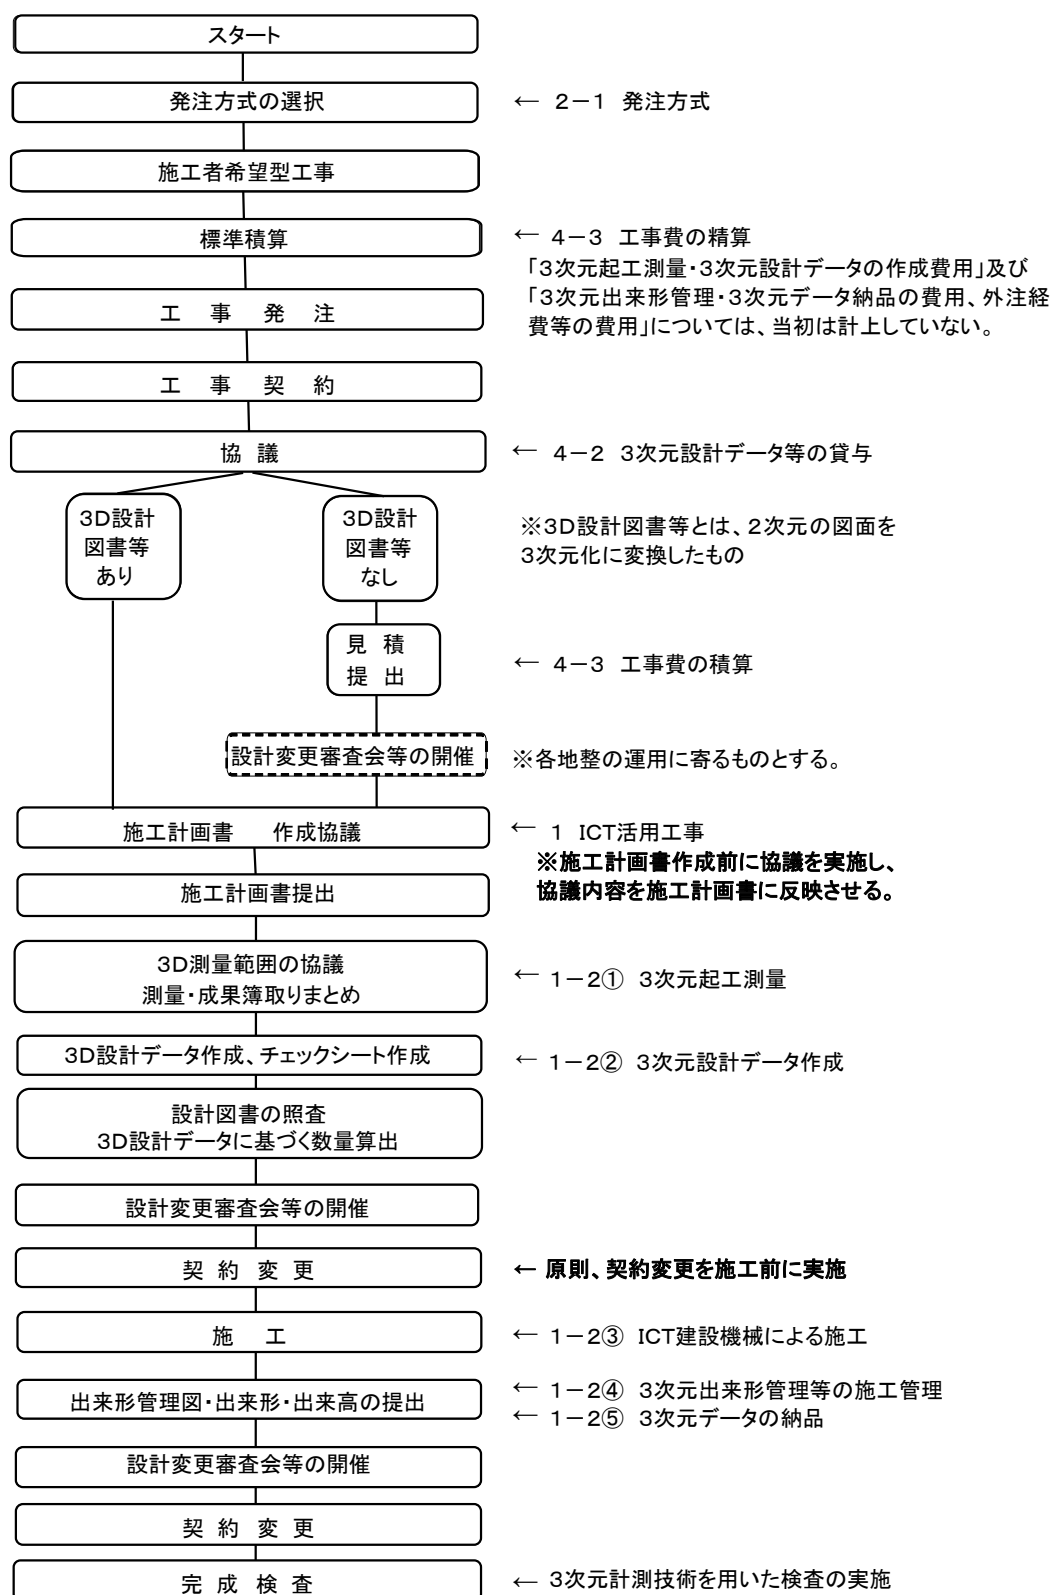 スタート
発注方式の選択
← 2－1 発注方式
施工者希望型工事
標準積算
← 4－3 工事費の精算
「3次元起工測量・3次元設計データの作成費用」及び
「3次元出来形管理・3次元データ納品の費用、外注経
費等の費用」については、当初は計上していない。
工 事 発 注
工 事 契 約
協 議
← 4－2 3次元設計データ等の貸与
3D設計
図書等
あり
3D設計
図書等
なし
※3D設計図書等とは、2次元の図面を
3次元化に変換したもの
見 積
提 出
← 4－3 工事費の積算
設計変更審査会等の開催
※各地整の運用に寄るものとする。
施工計画書 作成協議
← 1 ICT活用工事
※施工計画書作成前に協議を実施し、
協議内容を施工計画書に反映させる。
施工計画書提出
3D測量範囲の協議
測量・成果簿取りまとめ
← 1－2① 3次元起工測量
3D設計データ作成、チェックシート作成
← 1－2② 3次元設計データ作成
設計図書の照査
3D設計データに基づく数量算出
設計変更審査会等の開催
契 約 変 更
← 原則、契約変更を施工前に実施
施 工
← 1－2③ ICT建設機械による施工
出来形管理図・出来形・出来高の提出
← 1－2④ 3次元出来形管理等の施工管理
← 1－2⑤ 3次元データの納品
設計変更審査会等の開催
契 約 変 更
完 成 検 査
← 3次元計測技術を用いた検査の実施